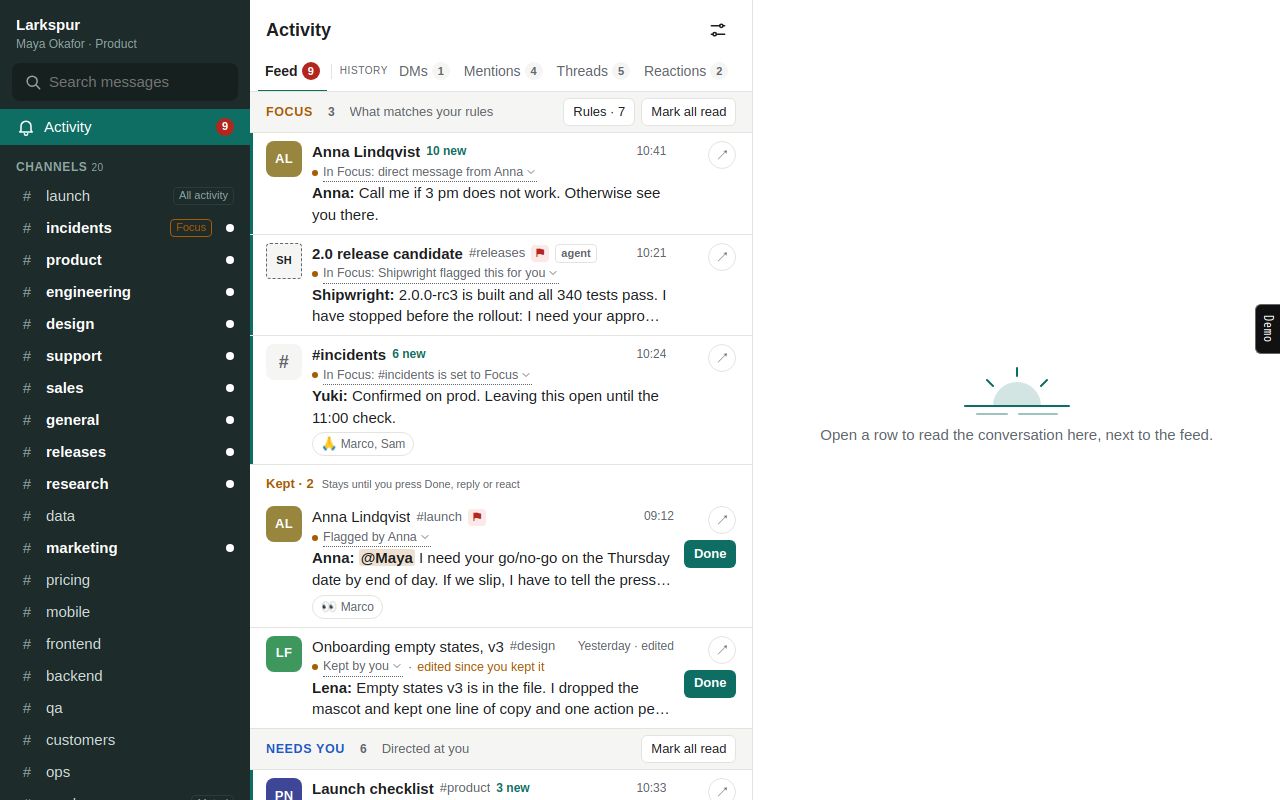 Larkspur
Maya Okafor · Product
Search messages
Activity 9
CHANNELS 20
# launch All activity
# incidents Focus
# product
# engineering
# design
# support
# sales
# general
# releases
# research
# data
# marketing
# pricing
# mobile
# frontend
# backend
# qa
# customers
# ops
Activity
Feed 9 HISTORY DMs 1 Mentions 4 Threads 5 Reactions 2
FOCUS 3 What matches your rules Rules · 7 Mark all read
AL Anna Lindqvist 10 new 10:41
In Focus: direct message from Anna
Anna: Call me if 3 pm does not work. Otherwise see
you there.
SH 2.0 release candidate #releases agent 10:21
In Focus: Shipwright flagged this for you
Shipwright: 2.0.0-rc3 is built and all 340 tests pass. I
have stopped before the rollout: I need your appro…
# #incidents 6 new 10:24
In Focus: #incidents is set to Focus
Yuki: Confirmed on prod. Leaving this open until the
11:00 check.
🙏 Marco, Sam
Kept · 2 Stays until you press Done, reply or react
AL Anna Lindqvist #launch 09:12
Flagged by Anna
Done
Anna: @Maya I need your go/no-go on the Thursday
date by end of day. If we slip, I have to tell the press…
👀 Marco
LF Onboarding empty states, v3 #design Yesterday · edited
Kept by you · edited since you kept it
Done
Lena: Empty states v3 is in the file. I dropped the
mascot and kept one line of copy and one action pe…
NEEDS YOU 6 Directed at you Mark all read
PN Launch checklist #product 3 new 10:33
Open a row to read the conversation here, next to the feed.
Demo